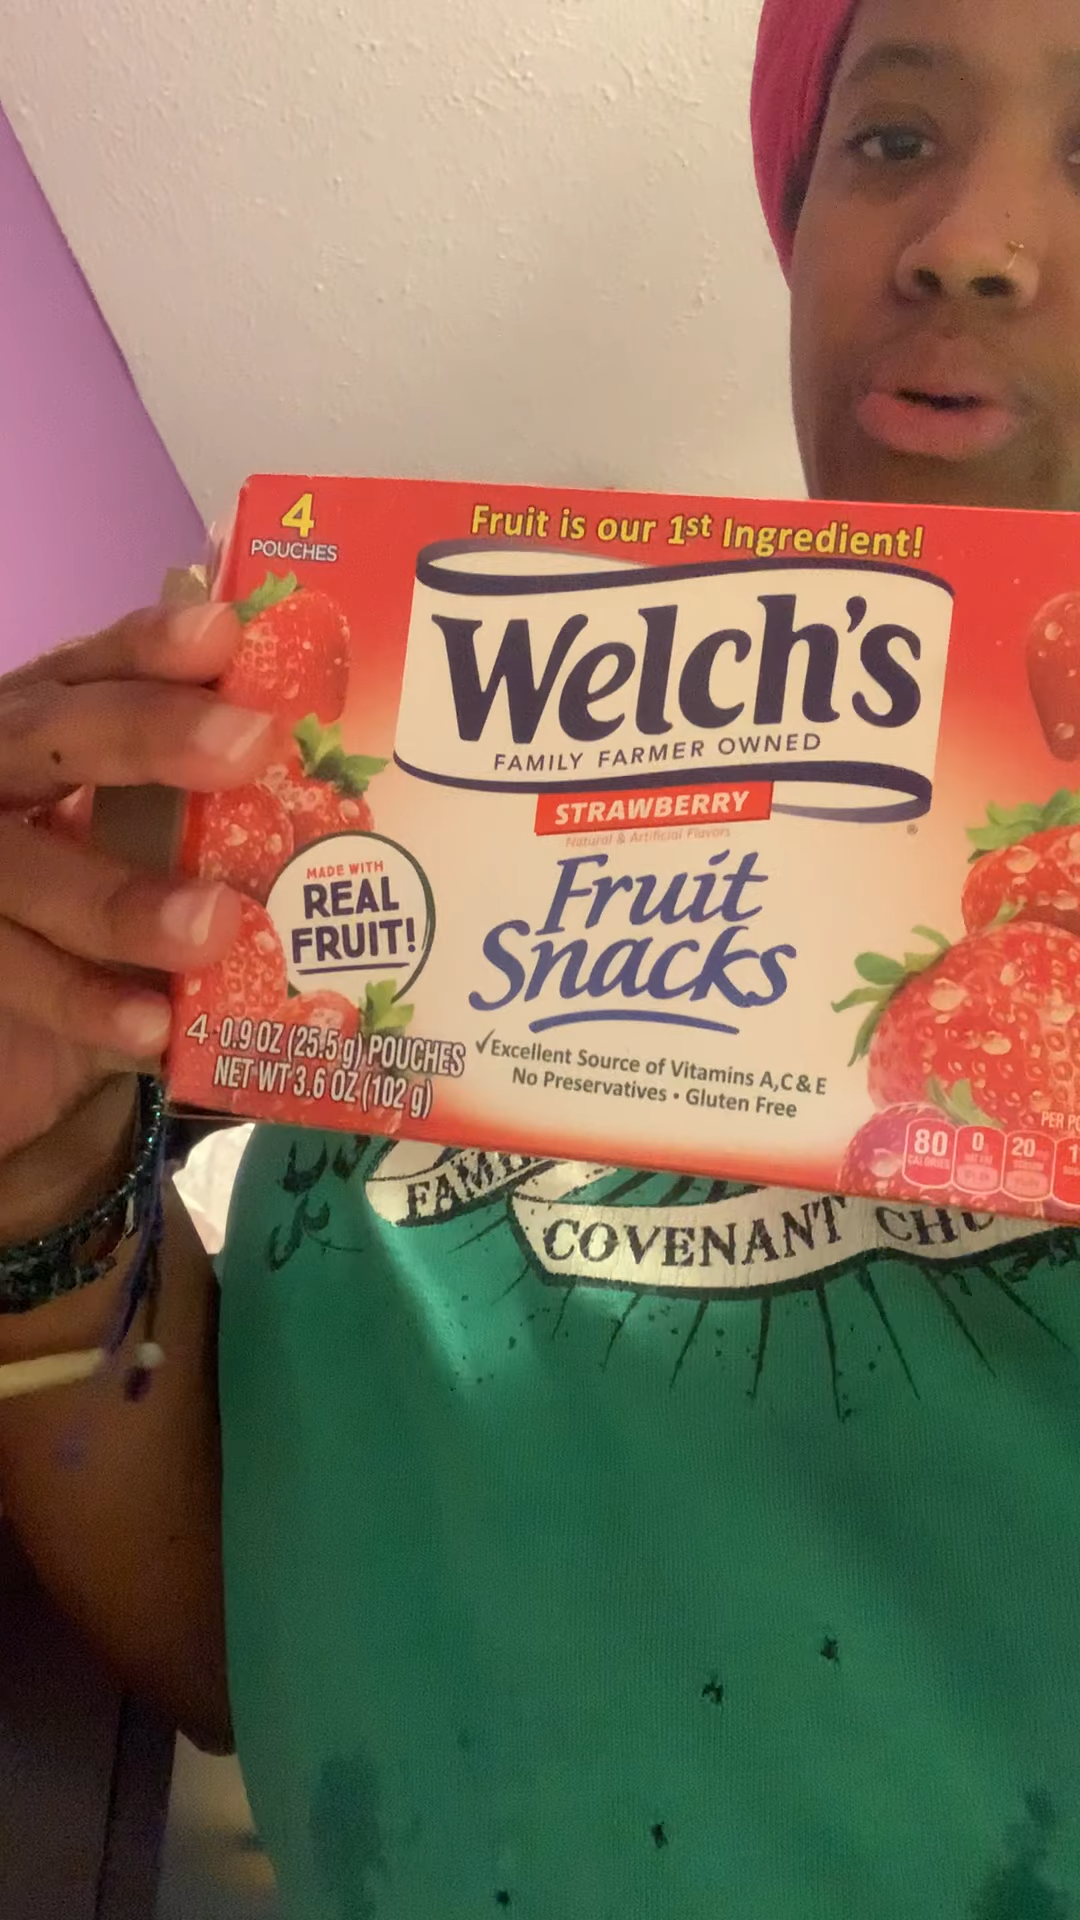 4
POUCHES
Fruit is our 1st Ingredient!
Welch's
FAMILY FARMER OWNED
®
STRAWBERRY
Natural & Artificial Flavors
Fruit
Snacks
MADE WITH
REAL
FRUIT!
4-0.9 OZ (25.5 g) POUCHES
NET WT 3.6 OZ (102 g)
✓Excellent Source of Vitamins A,C & E
No Preservatives • Gluten Free
PER
80 0 20
CALORIES
COVENANT